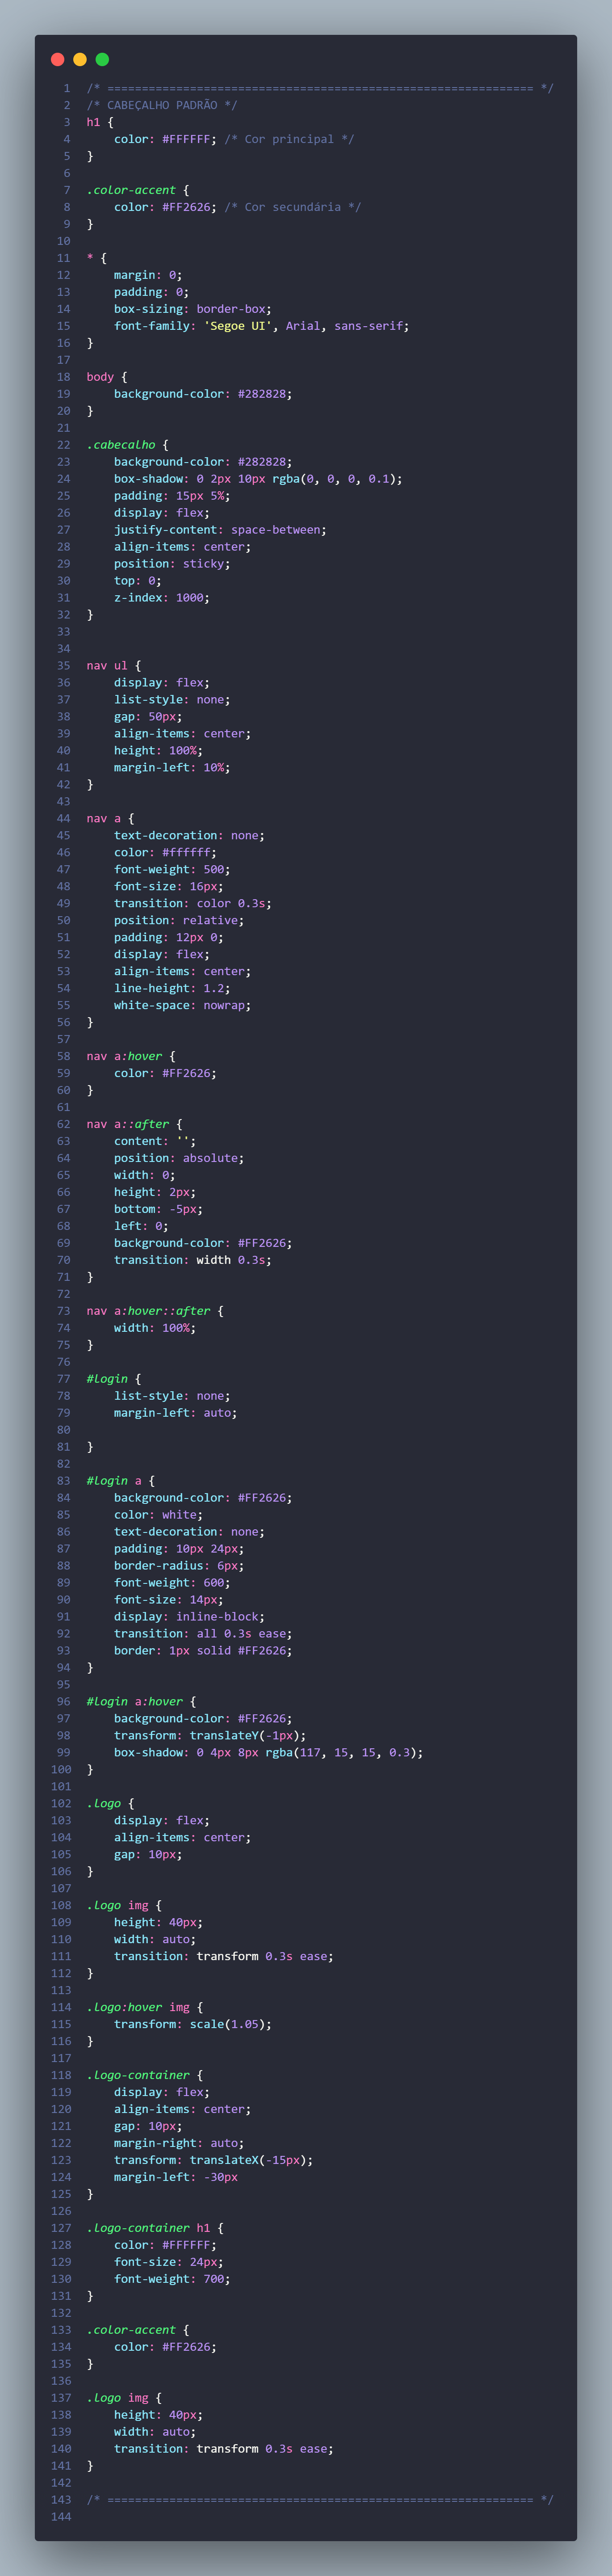 1 /* ============================================================== */
2 /* CABEÇALHO PADRÃO */
3 h1 {
4     color: #FFFFFF; /* Cor principal */
5 }
6
7 .color-accent {
8     color: #FF2626; /* Cor secundária */
9 }
10
11 * {
12     margin: 0;
13     padding: 0;
14     box-sizing: border-box;
15     font-family: 'Segoe UI', Arial, sans-serif;
16 }
17
18 body {
19     background-color: #282828;
20 }
21
22 .cabecalho {
23     background-color: #282828;
24     box-shadow: 0 2px 10px rgba(0, 0, 0, 0.1);
25     padding: 15px 5%;
26     display: flex;
27     justify-content: space-between;
28     align-items: center;
29     position: sticky;
30     top: 0;
31     z-index: 1000;
32 }
33
34
35 nav ul {
36     display: flex;
37     list-style: none;
38     gap: 50px;
39     align-items: center;
40     height: 100%;
41     margin-left: 10%;
42 }
43
44 nav a {
45     text-decoration: none;
46     color: #ffffff;
47     font-weight: 500;
48     font-size: 16px;
49     transition: color 0.3s;
50     position: relative;
51     padding: 12px 0;
52     display: flex;
53     align-items: center;
54     line-height: 1.2;
55     white-space: nowrap;
56 }
57
58 nav a:hover {
59     color: #FF2626;
60 }
61
62 nav a::after {
63     content: '';
64     position: absolute;
65     width: 0;
66     height: 2px;
67     bottom: -5px;
68     left: 0;
69     background-color: #FF2626;
70     transition: width 0.3s;
71 }
72
73 nav a:hover::after {
74     width: 100%;
75 }
76
77 #login {
78     list-style: none;
79     margin-left: auto;
80
81 }
82
83 #login a {
84     background-color: #FF2626;
85     color: white;
86     text-decoration: none;
87     padding: 10px 24px;
88     border-radius: 6px;
89     font-weight: 600;
90     font-size: 14px;
91     display: inline-block;
92     transition: all 0.3s ease;
93     border: 1px solid #FF2626;
94 }
95
96 #login a:hover {
97     background-color: #FF2626;
98     transform: translateY(-1px);
99     box-shadow: 0 4px 8px rgba(117, 15, 15, 0.3);
100 }
101
102 .logo {
103     display: flex;
104     align-items: center;
105     gap: 10px;
106 }
107
108 .logo img {
109     height: 40px;
110     width: auto;
111     transition: transform 0.3s ease;
112 }
113
114 .logo:hover img {
115     transform: scale(1.05);
116 }
117
118 .logo-container {
119     display: flex;
120     align-items: center;
121     gap: 10px;
122     margin-right: auto;
123     transform: translateX(-15px);
124     margin-left: -30px
125 }
126
127 .logo-container h1 {
128     color: #FFFFFF;
129     font-size: 24px;
130     font-weight: 700;
131 }
132
133 .color-accent {
134     color: #FF2626;
135 }
136
137 .logo img {
138     height: 40px;
139     width: auto;
140     transition: transform 0.3s ease;
141 }
142
143 /* ============================================================== */
144